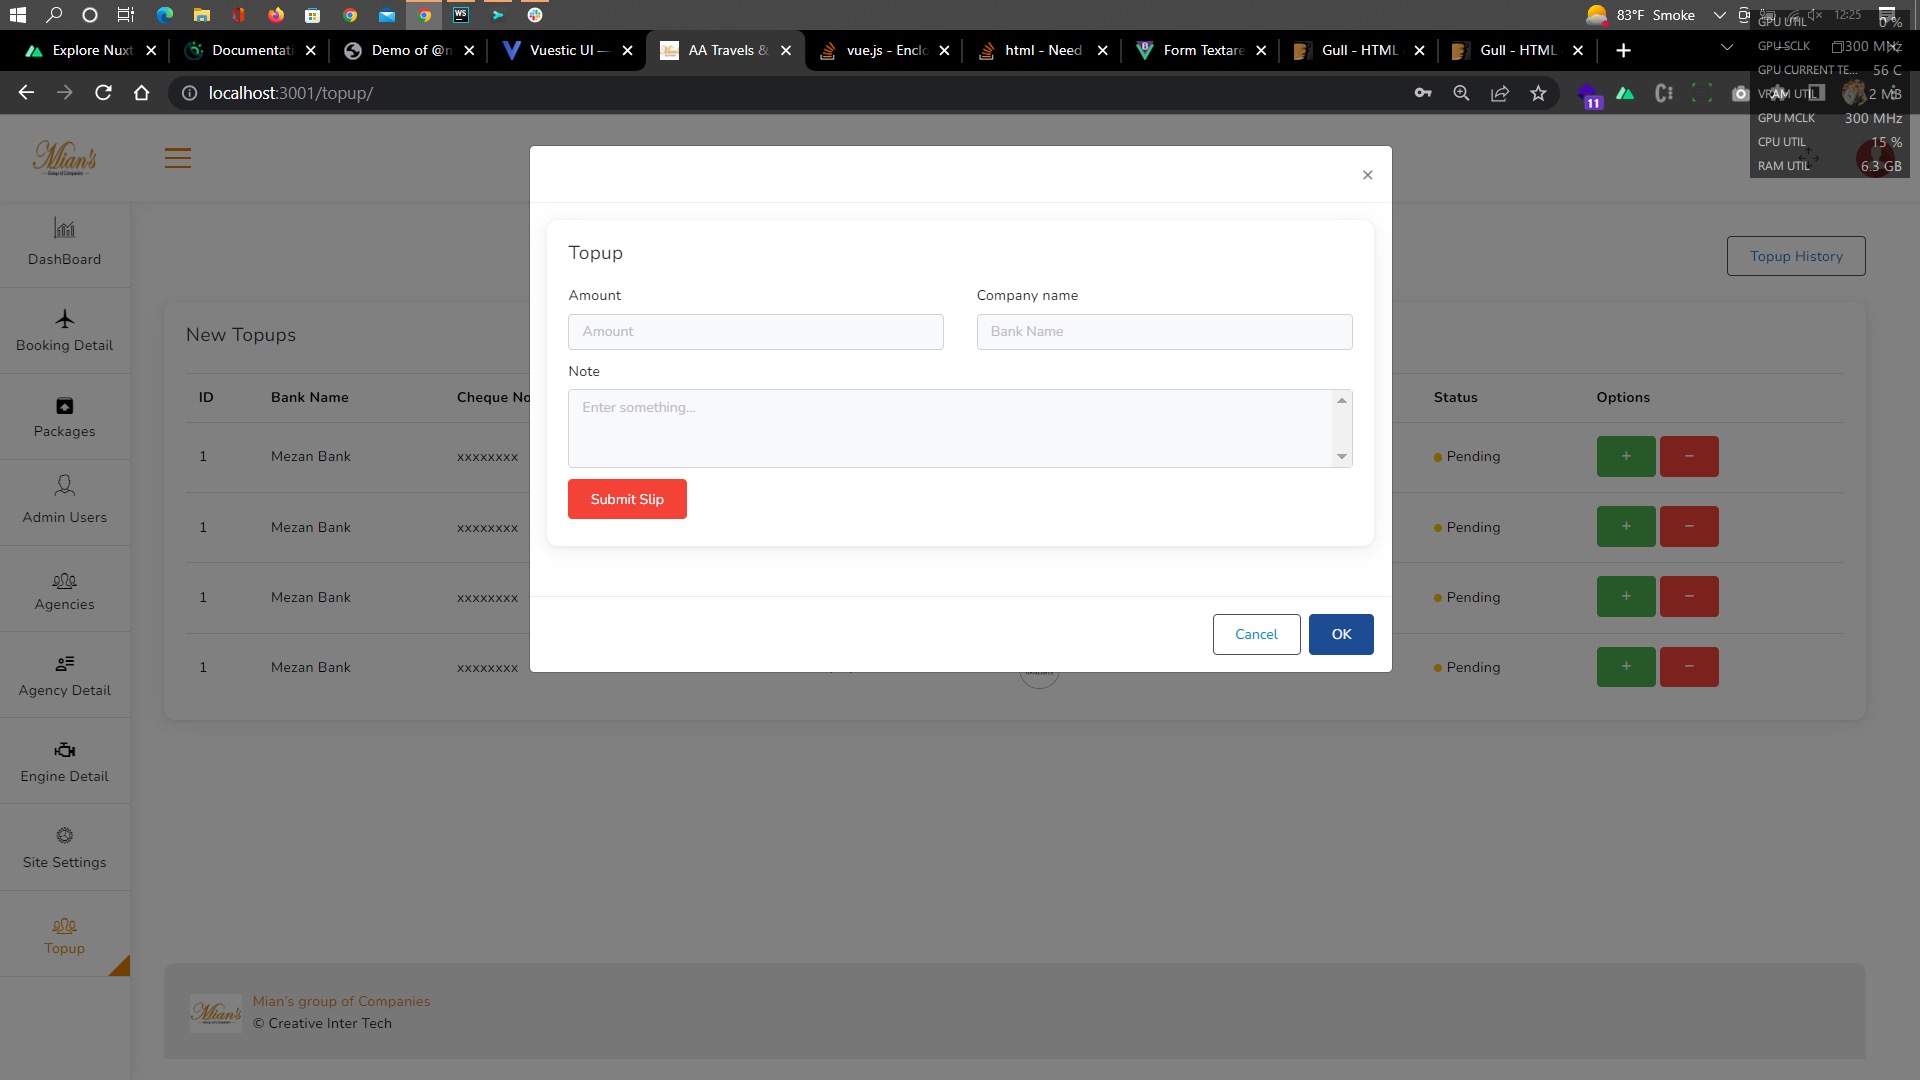 83°F Smoke 12:25
Explore Nuxt
Documentati
Demo of @n
Vuestic UI —
AA Travels &
vue.js - Enclo
html - Need
Form Textare
Gull - HTML
Gull - HTML
localhost:3001/topup/
11
GPU UTIL 0 %
GPU SCLK 300 MHz
GPU CURRENT TE... 56 C
VRAM UTIL 2 MB
GPU MCLK 300 MHz
CPU UTIL 15 %
RAM UTIL 6.3 GB
Mian's
Group of Companies
DashBoard
Booking Detail
Packages
Admin Users
Agencies
Agency Detail
Engine Detail
Site Settings
Topup
Topup History
New Topups
ID Bank Name Cheque No Status Options
1 Mezan Bank xxxxxxxx Pending + −
1 Mezan Bank xxxxxxxx Pending + −
1 Mezan Bank xxxxxxxx Pending + −
1 Mezan Bank xxxxxxxx Pending + −
×
Topup
Amount
Amount
Company name
Bank Name
Note
Enter something...
Submit Slip
Cancel OK
Mian's
Mian's group of Companies
© Creative Inter Tech